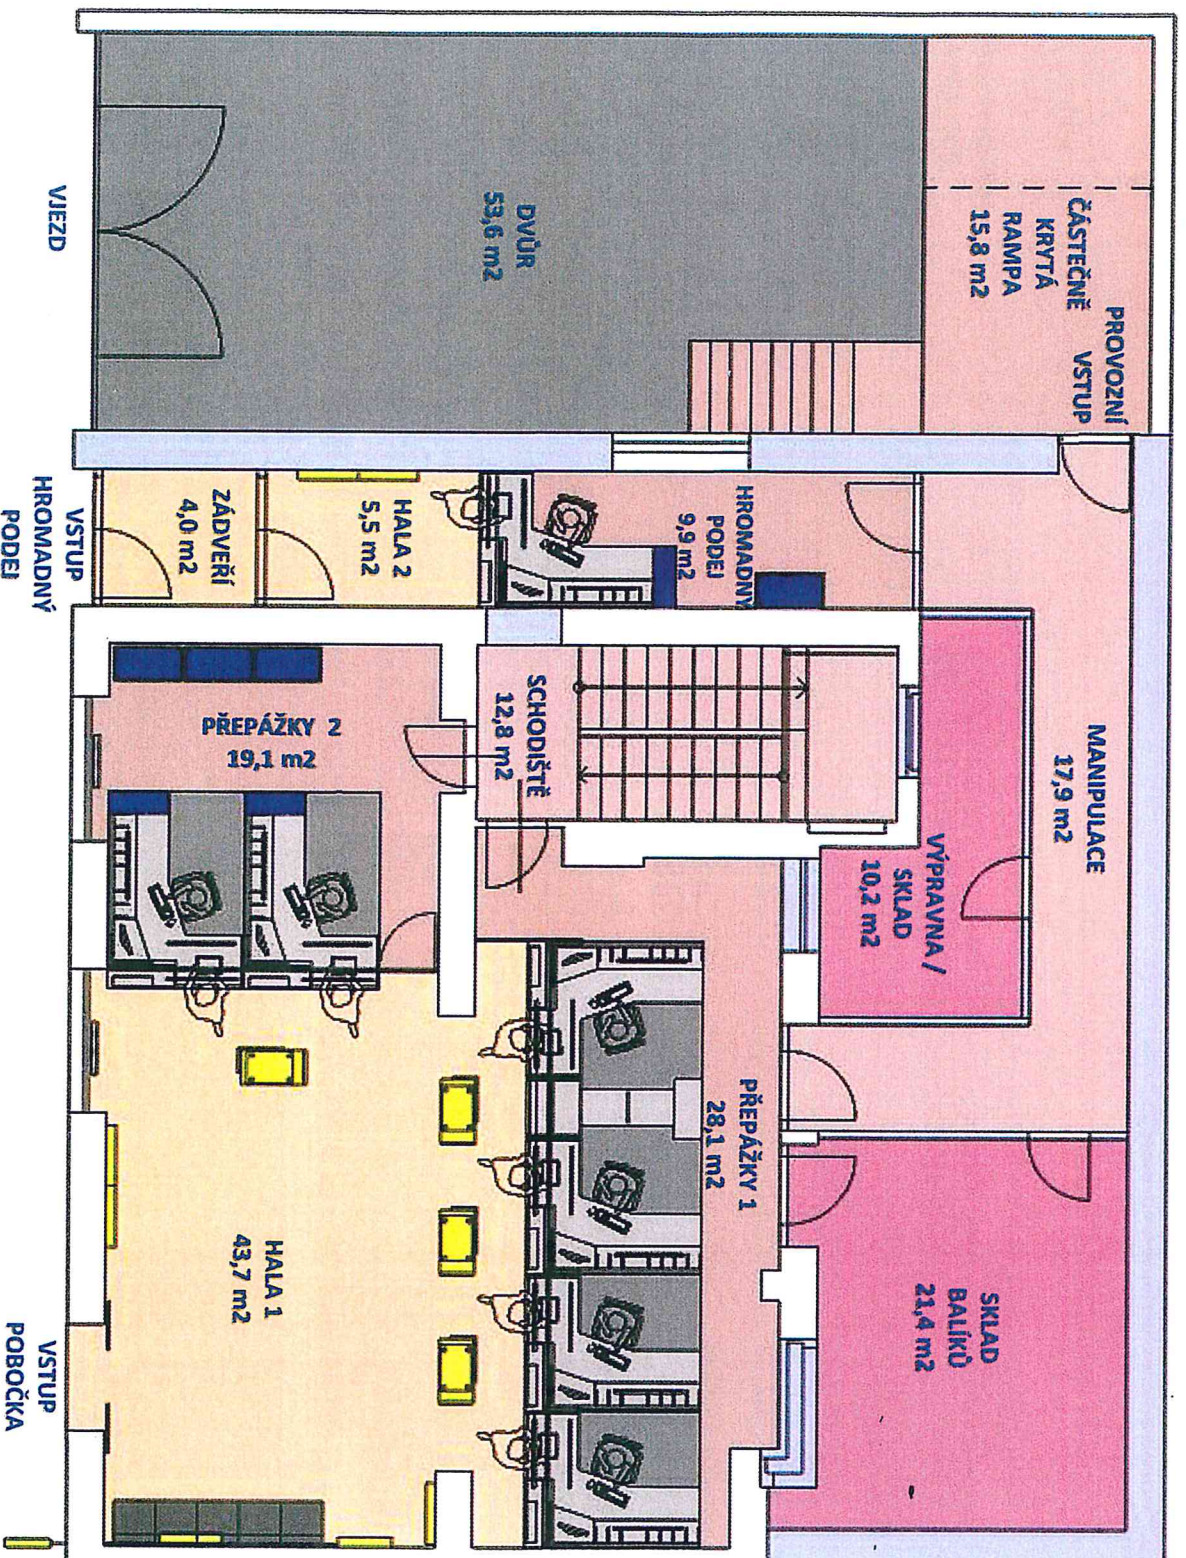 PROVOZNÍ
VSTUP
ČÁSTEČNĚ
KRYTÁ
RAMPA
15,8 m2
DVŮR
53,6 m2
VJEZD
MANIPULACE
17,9 m2
VÝPRAVNA /
SKLAD
10,2 m2
SKLAD
BALÍKŮ
21,4 m2
HROMADNÝ
PODEJ
9,9 m2
HALA 2
5,5 m2
ZÁDVEŘÍ
4,0 m2
VSTUP
HROMADNÝ
PODEJ
SCHODIŠTĚ
12,8 m2
PŘEPÁŽKY 2
19,1 m2
PŘEPÁŽKY 1
28,1 m2
HALA 1
43,7 m2
VSTUP
POBOČKA